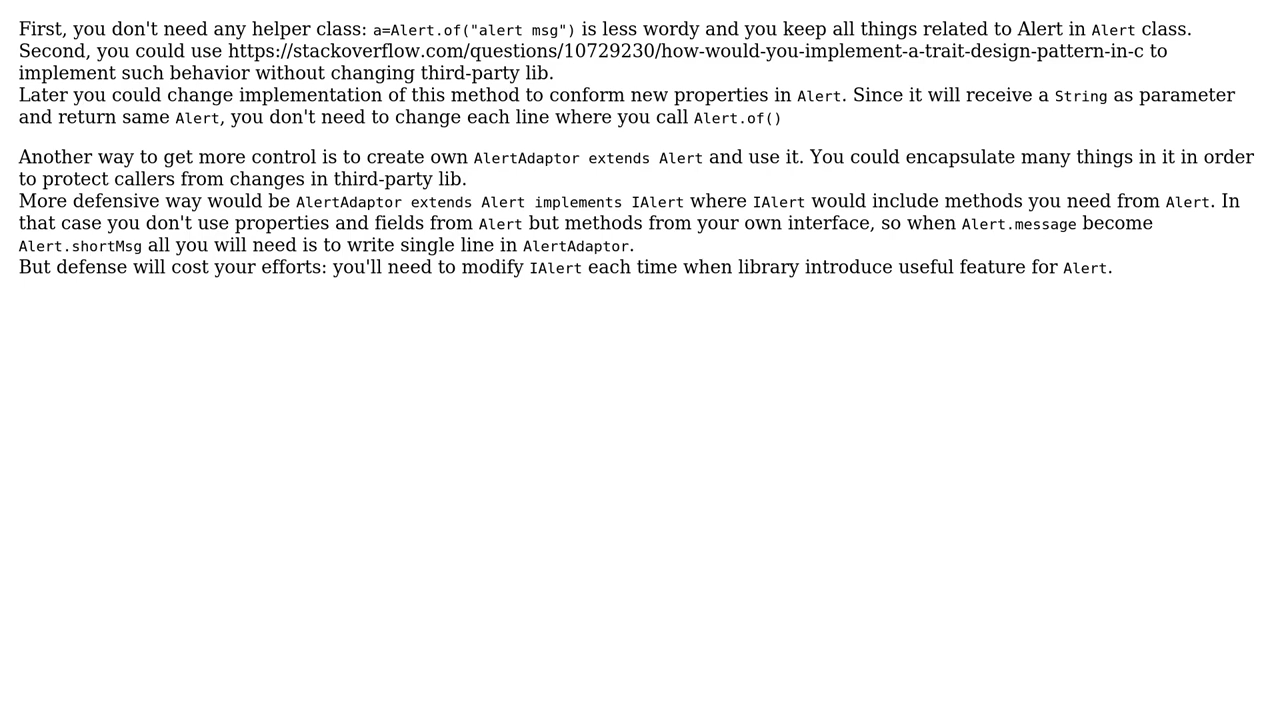 First, you don't need any helper class: a=Alert.of("alert msg") is less wordy and you keep all things related to Alert in Alert class.
Second, you could use https://stackoverflow.com/questions/10729230/how-would-you-implement-a-trait-design-pattern-in-c to
implement such behavior without changing third-party lib.
Later you could change implementation of this method to conform new properties in Alert. Since it will receive a String as parameter
and return same Alert, you don't need to change each line where you call Alert.of()
Another way to get more control is to create own AlertAdaptor extends Alert and use it. You could encapsulate many things in it in order
to protect callers from changes in third-party lib.
More defensive way would be AlertAdaptor extends Alert implements IAlert where IAlert would include methods you need from Alert. In
that case you don't use properties and fields from Alert but methods from your own interface, so when Alert.message become
Alert.shortMsg all you will need is to write single line in AlertAdaptor.
But defense will cost your efforts: you'll need to modify IAlert each time when library introduce useful feature for Alert.